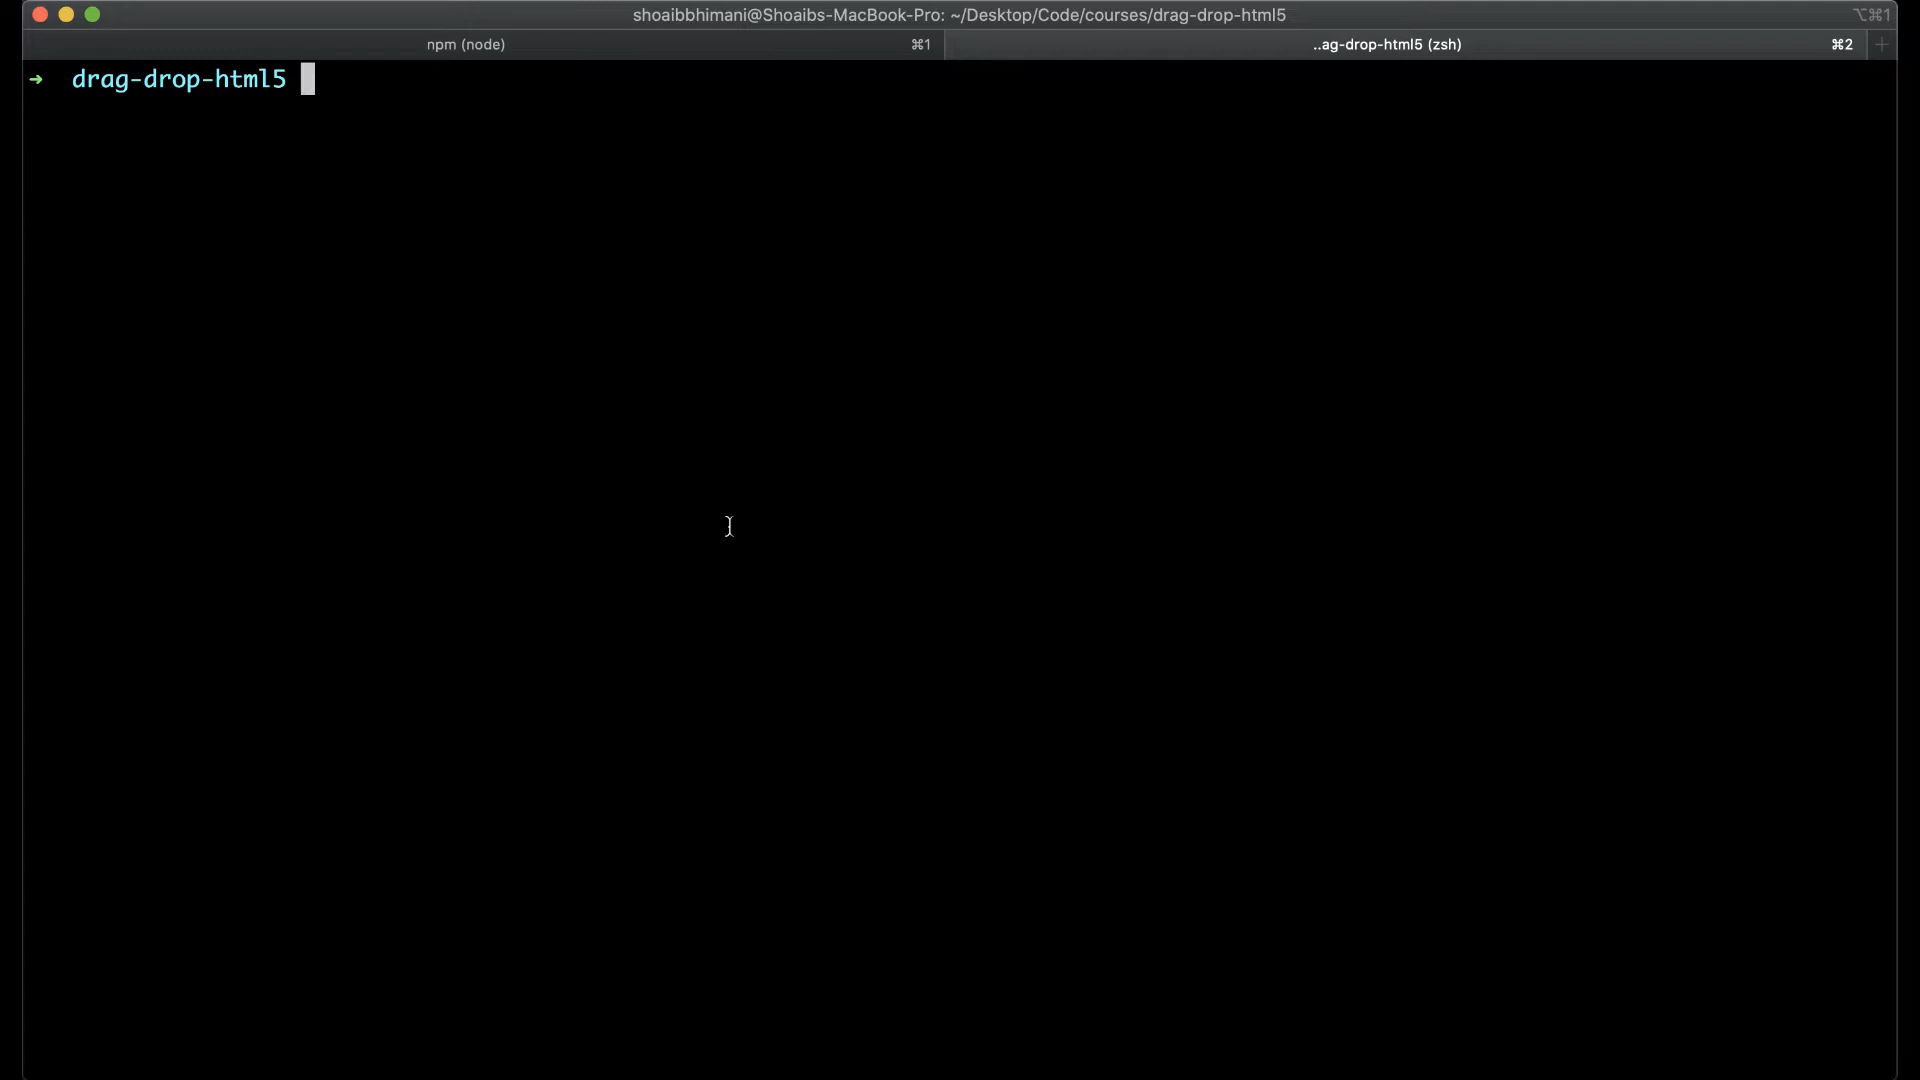 shoaibbhimani@Shoaibs-MacBook-Pro: ~/Desktop/Code/courses/drag-drop-html5
⌥⌘1
npm (node) ⌘1
..ag-drop-html5 (zsh) ⌘2 +
➜ drag-drop-html5